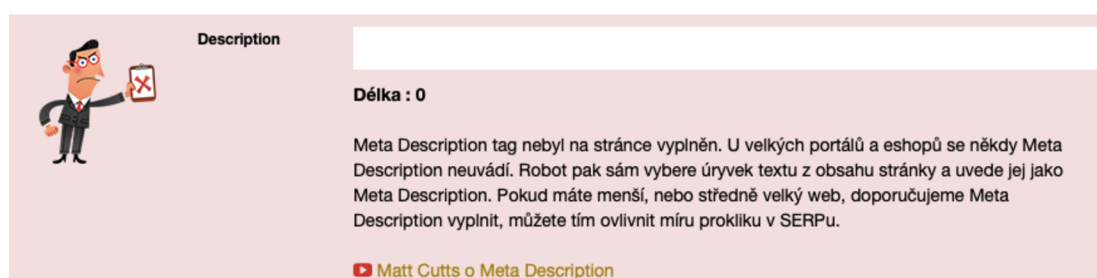 Description
Délka : 0
Meta Description tag nebyl na stránce vyplněn. U velkých portálů a eshopů se někdy Meta
Description neuvádí. Robot pak sám vybere úryvek textu z obsahu stránky a uvede jej jako
Meta Description. Pokud máte menší, nebo středně velký web, doporučujeme Meta
Description vyplnit, můžete tím ovlivnit míru prokliku v SERPu.
Matt Cutts o Meta Description